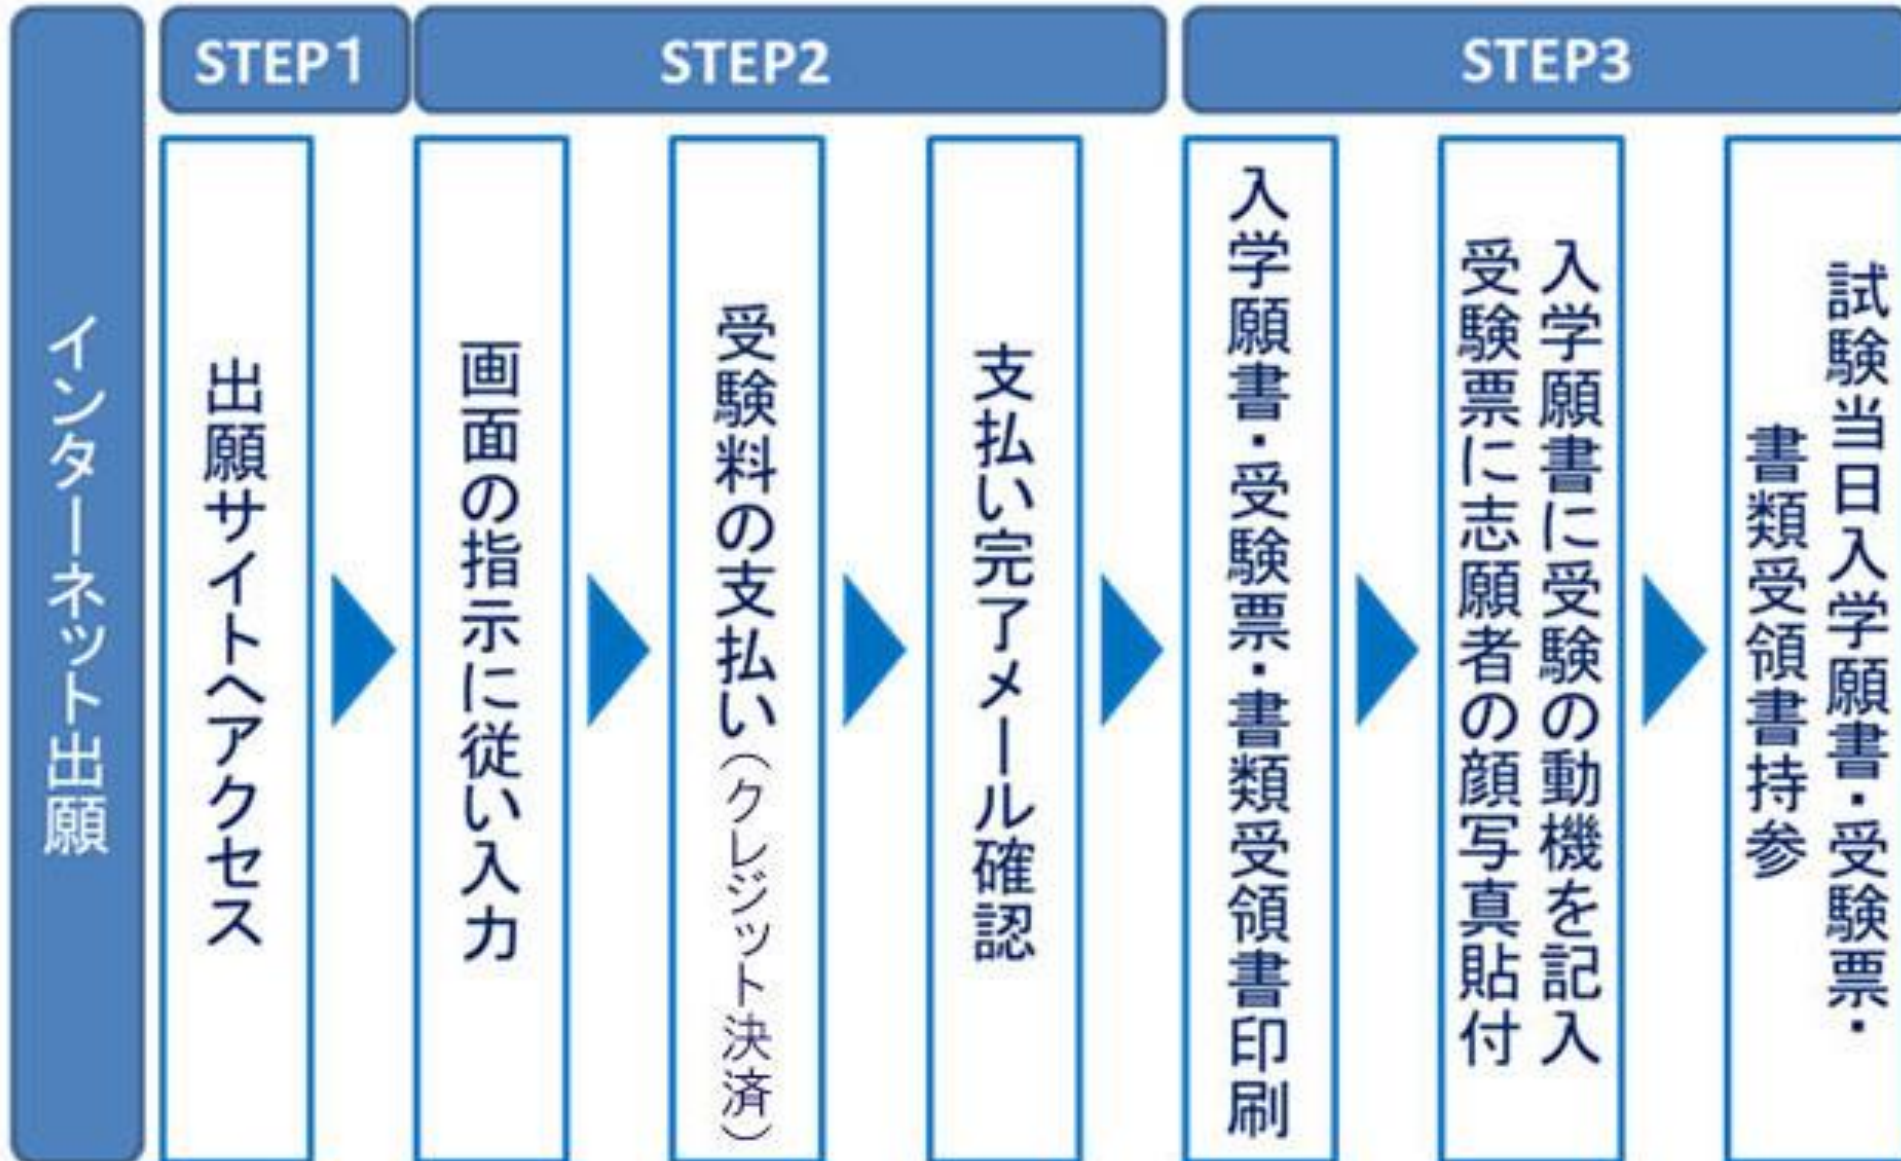 インターネット出願
STEP1
STEP2
STEP3
出願サイトへアクセス
画面の指示に従い入力
受験料の支払い（クレジット決済）
支払い完了メール確認
入学願書・受験票・書類受領書印刷
入学願書に受験の動機を記入
受験票に志願者の顔写真貼付
試験当日入学願書・受験票・
書類受領書持参